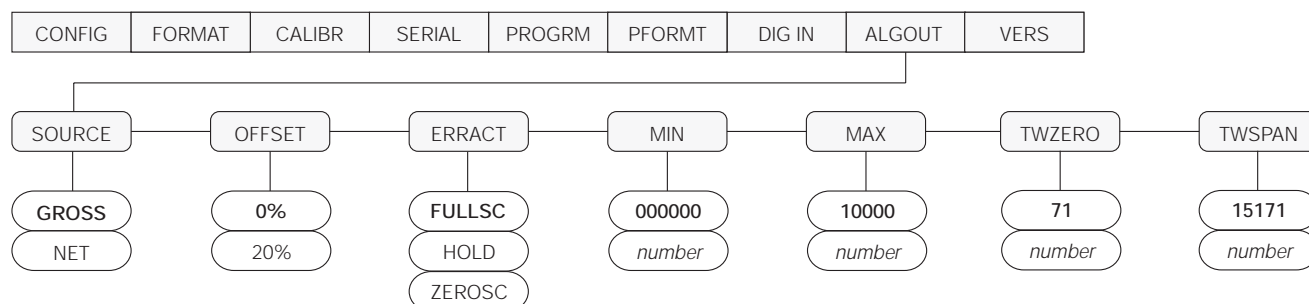 CONFIG FORMAT CALIBR SERIAL PROGRM PFORMT DIG IN ALGOUT VERS
SOURCE OFFSET ERRACT MIN MAX TWZERO TWSPAN
GROSS 0% FULLSC 000000 10000 71 15171
NET 20% HOLD number number number number
ZEROSC